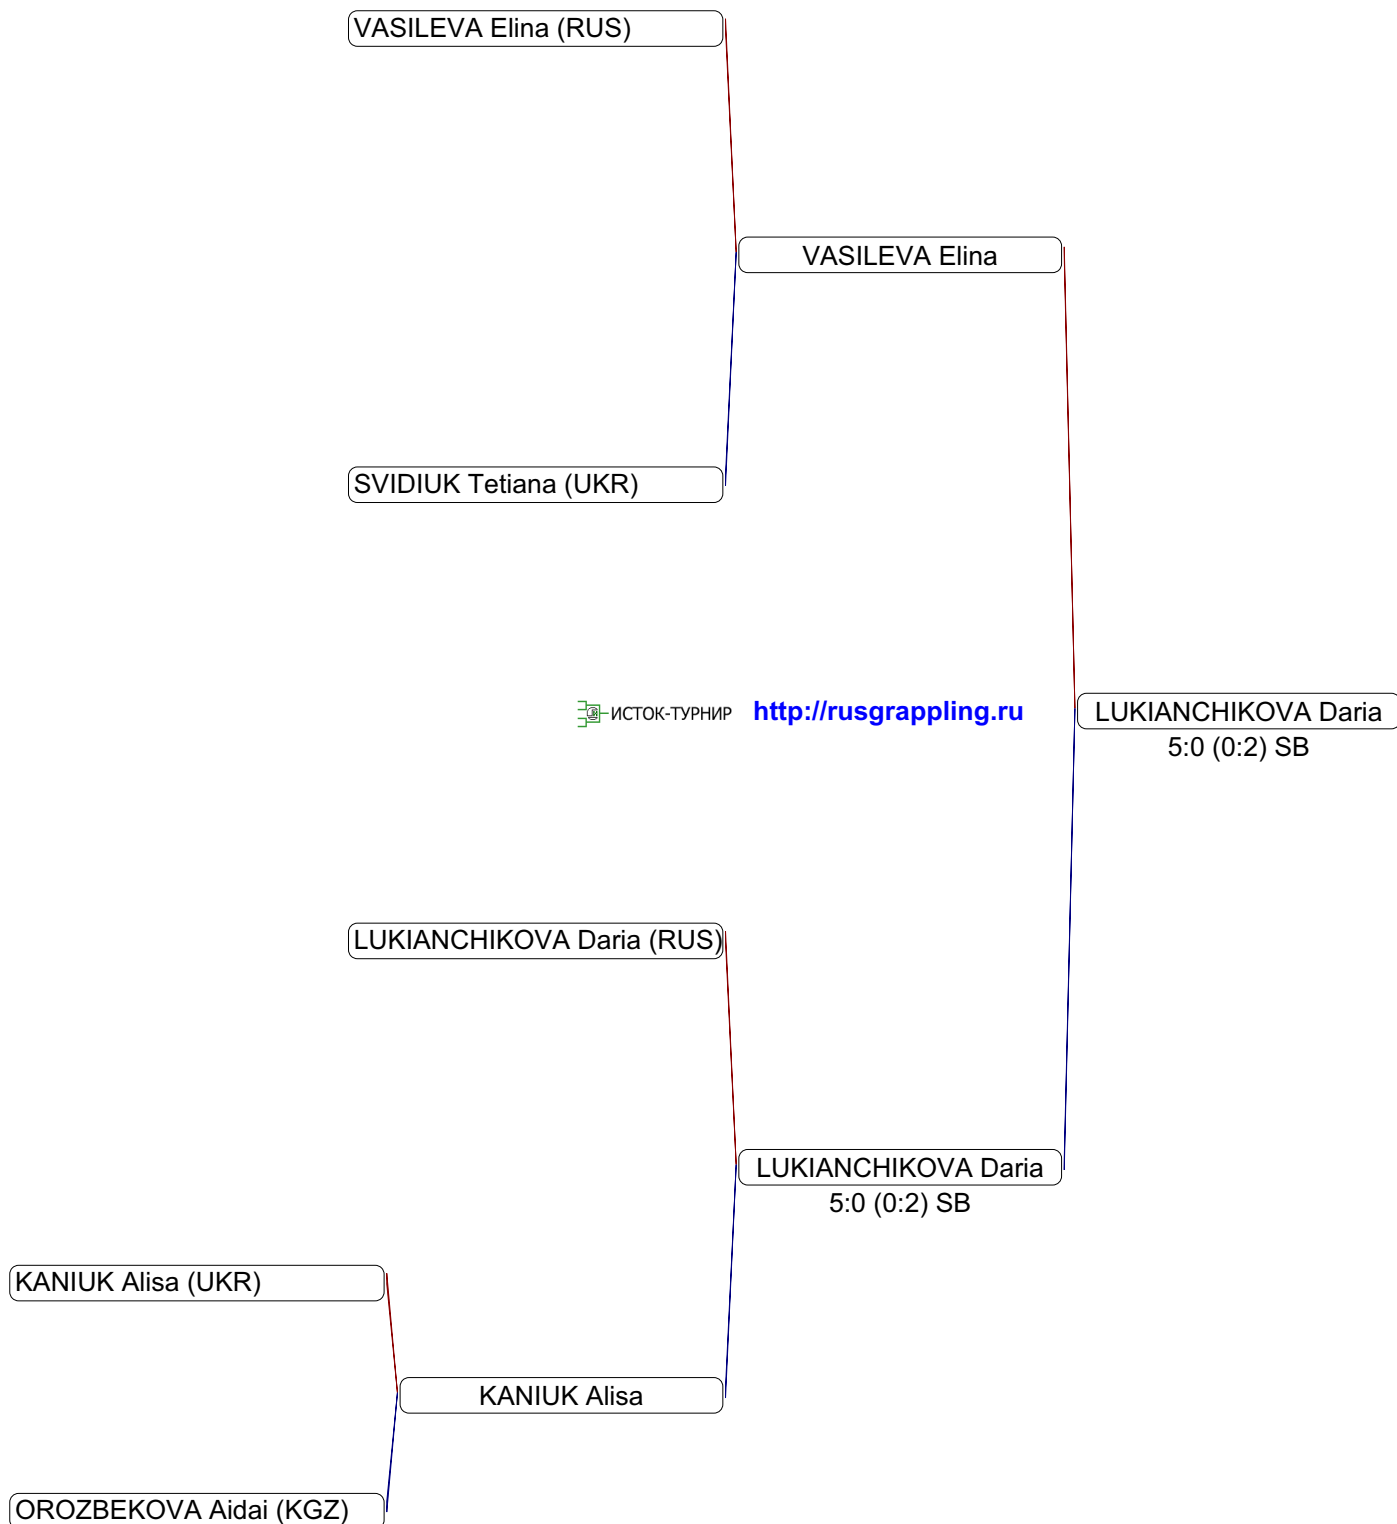 VASILEVA Elina (RUS)
VASILEVA Elina
SVIDIUK Tetiana (UKR)
ИСТОК-ТУРНИР http://rusgrappling.ru
LUKIANCHIKOVA Daria
5:0 (0:2) SB
LUKIANCHIKOVA Daria (RUS)
LUKIANCHIKOVA Daria
5:0 (0:2) SB
KANIUK Alisa (UKR)
KANIUK Alisa
OROZBEKOVA Aidai (KGZ)